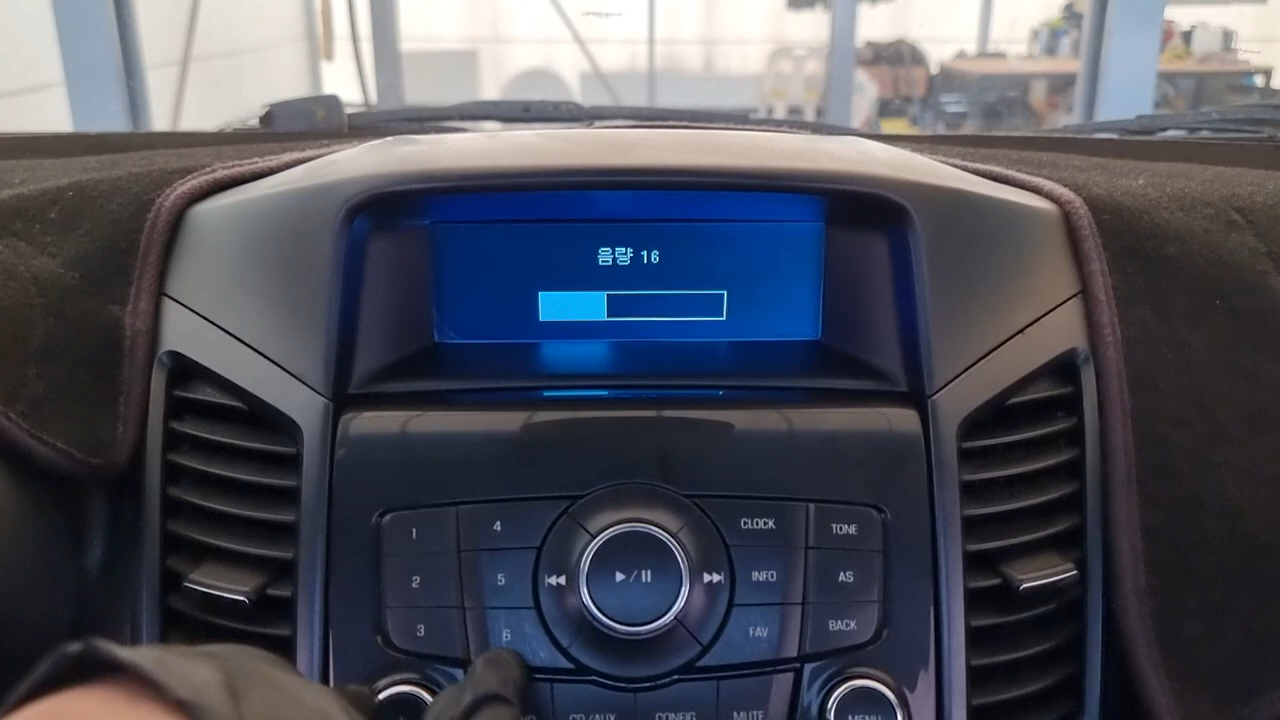 음량 16
1
4
CLOCK
TONE
2
5
INFO
AS
3
6
FAV
BACK
CD/AUX
CONFIG
MUTE
MENU